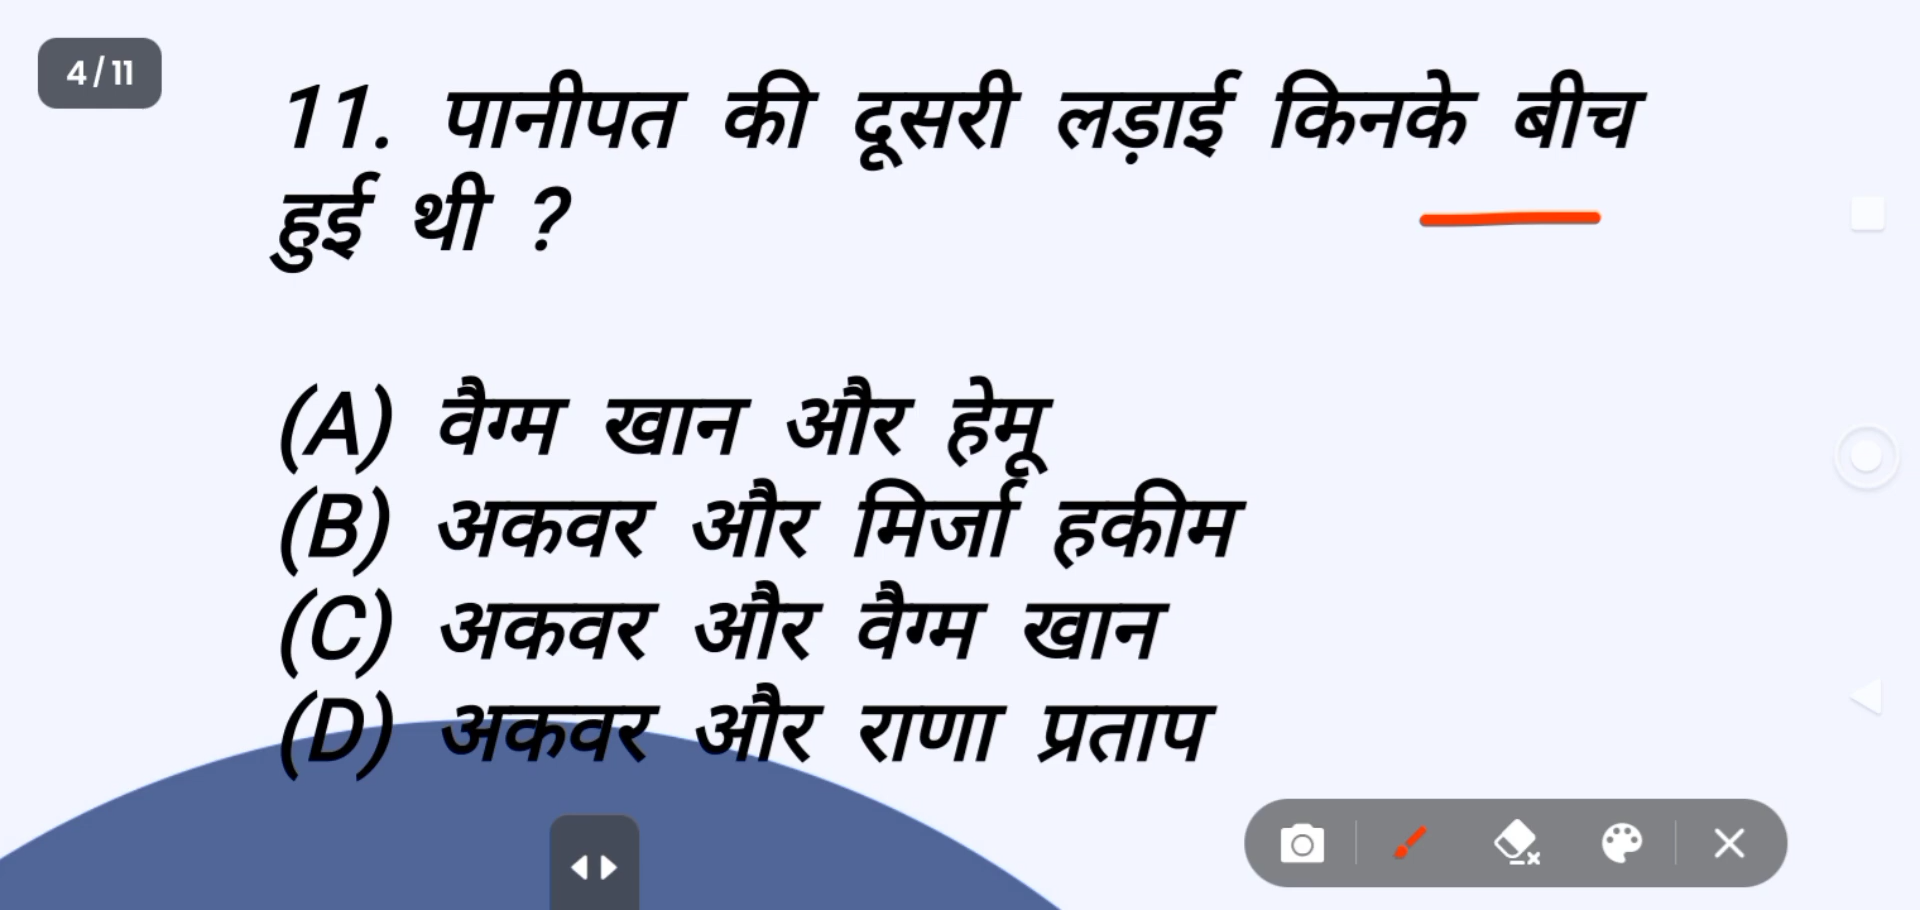 4/11
11. पानीपत की दूसरी लड़ाई किनके बीच
हुई थी ?
(A) वैग्म खान और हेमू
(B) अकवर और मिर्जा हकीम
(C) अकवर और वैग्म खान
(D) अकवर और राणा प्रताप